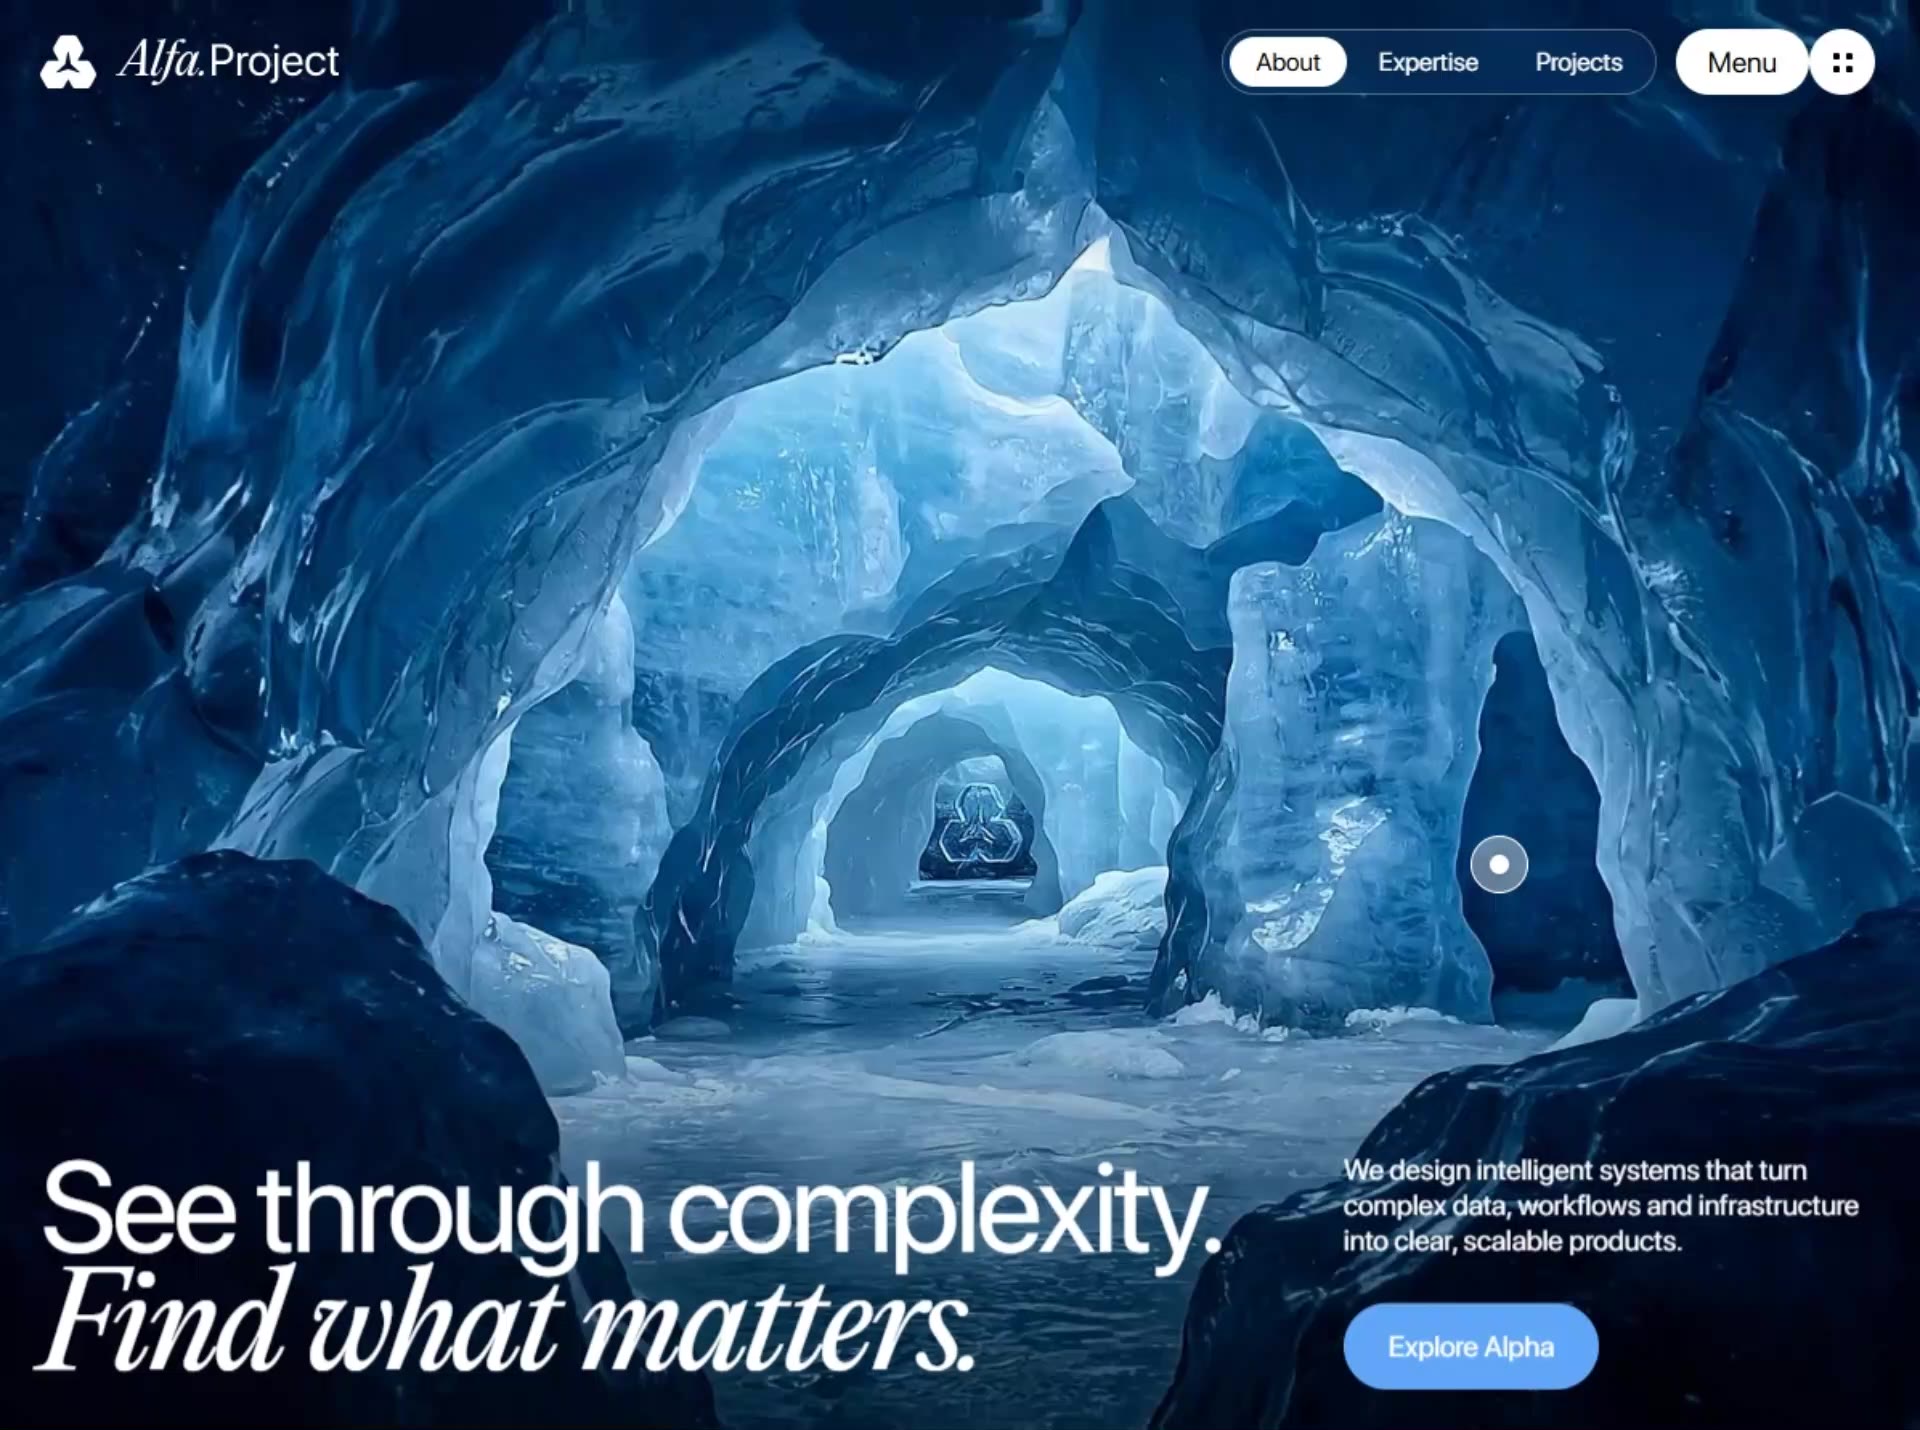 Alfa.Project
About Expertise Projects Menu
See through complexity.
Find what matters.
We design intelligent systems that turn
complex data, workflows and infrastructure
into clear, scalable products.
Explore Alpha